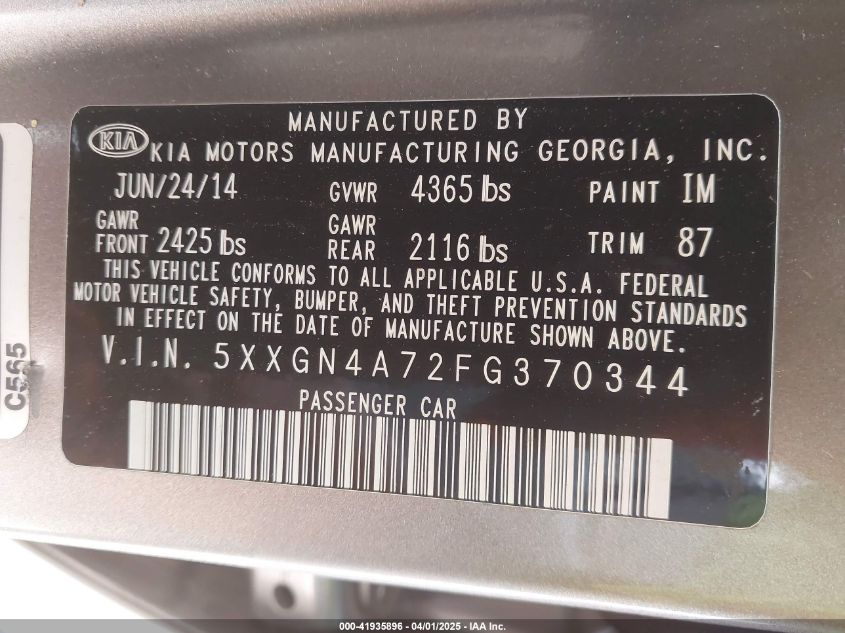 MANUFACTURED BY
KIA KIA MOTORS MANUFACTURING GEORGIA, INC.
JUN/24/14 GVWR 4365 lbs PAINT IM
GAWR FRONT 2425 lbs GAWR REAR 2116 lbs TRIM 87
THIS VEHICLE CONFORMS TO ALL APPLICABLE U.S.A. FEDERAL
MOTOR VEHICLE SAFETY, BUMPER, AND THEFT PREVENTION STANDARDS
IN EFFECT ON THE DATE OF MANUFACTURE SHOWN ABOVE.
V.I.N. 5XXGN4A72FG370344
PASSENGER CAR
C565
000-41935896 - 04/01/2025 - IAA Inc.